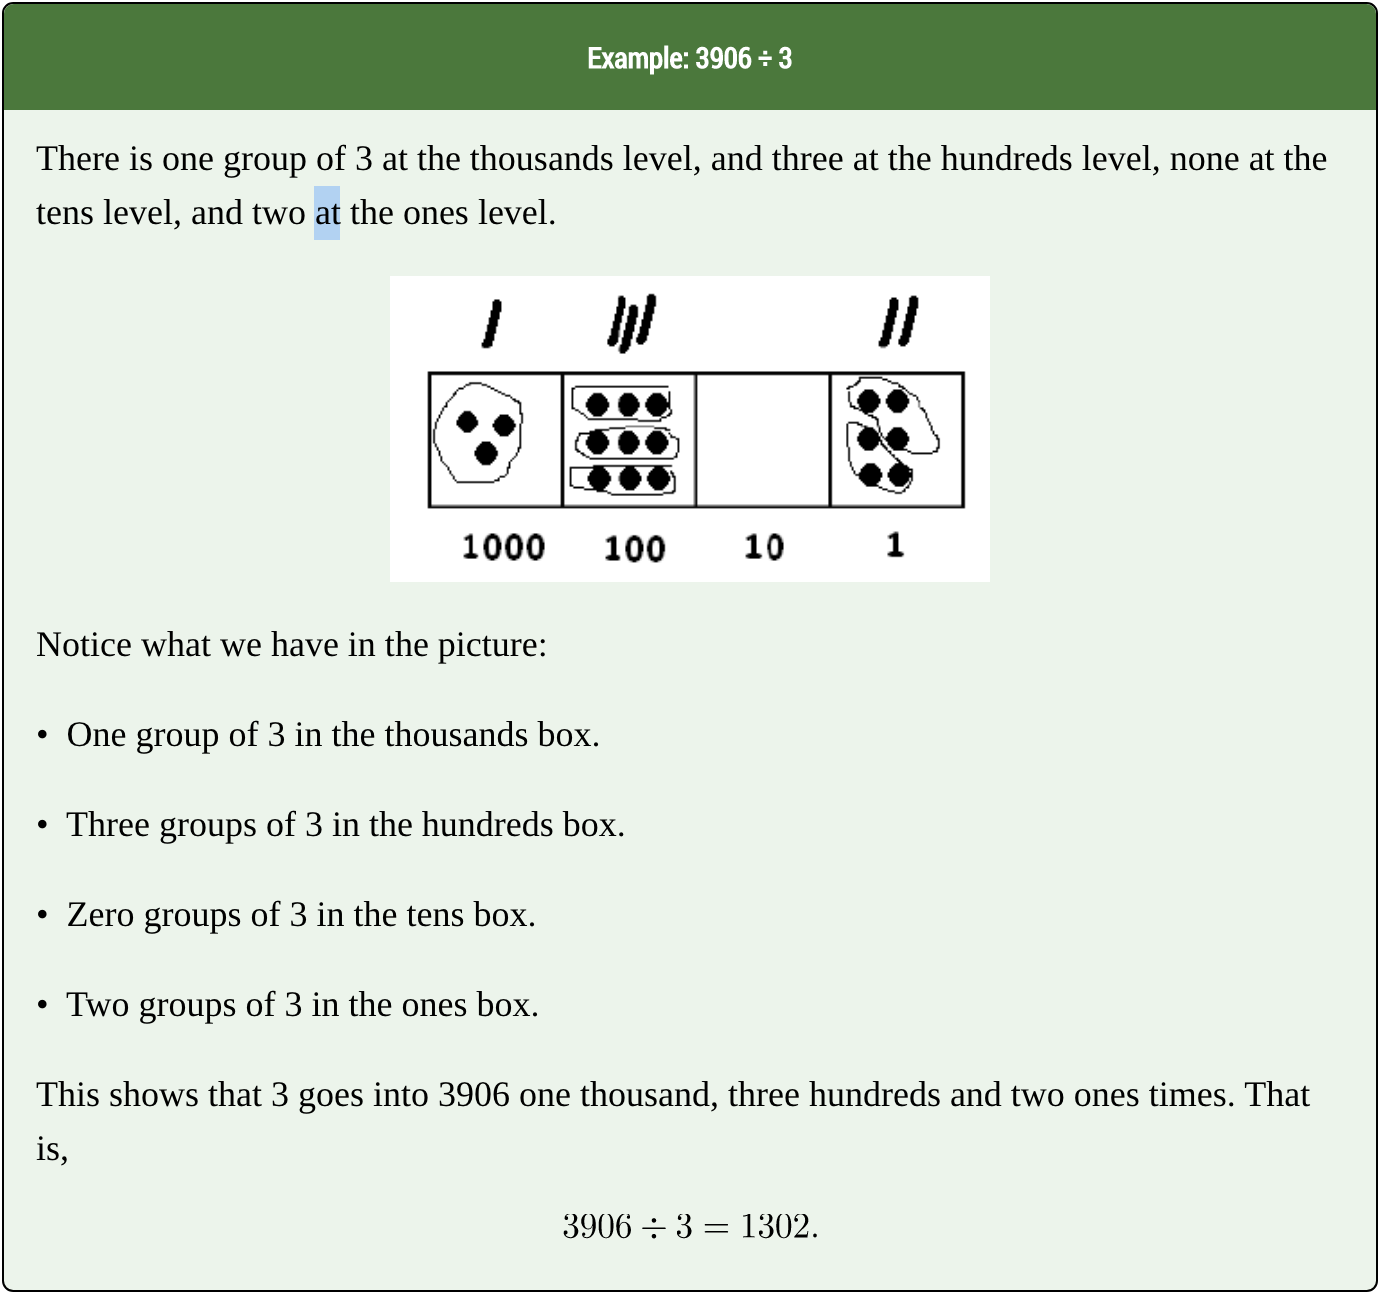 Example: 3906 ÷ 3
There is one group of 3 at the thousands level, and three at the hundreds level, none at the
tens level, and two at the ones level.
1000 100 10 1
Notice what we have in the picture:
• One group of 3 in the thousands box.
• Three groups of 3 in the hundreds box.
• Zero groups of 3 in the tens box.
• Two groups of 3 in the ones box.
This shows that 3 goes into 3906 one thousand, three hundreds and two ones times. That
is,
3906 ÷ 3 = 1302.